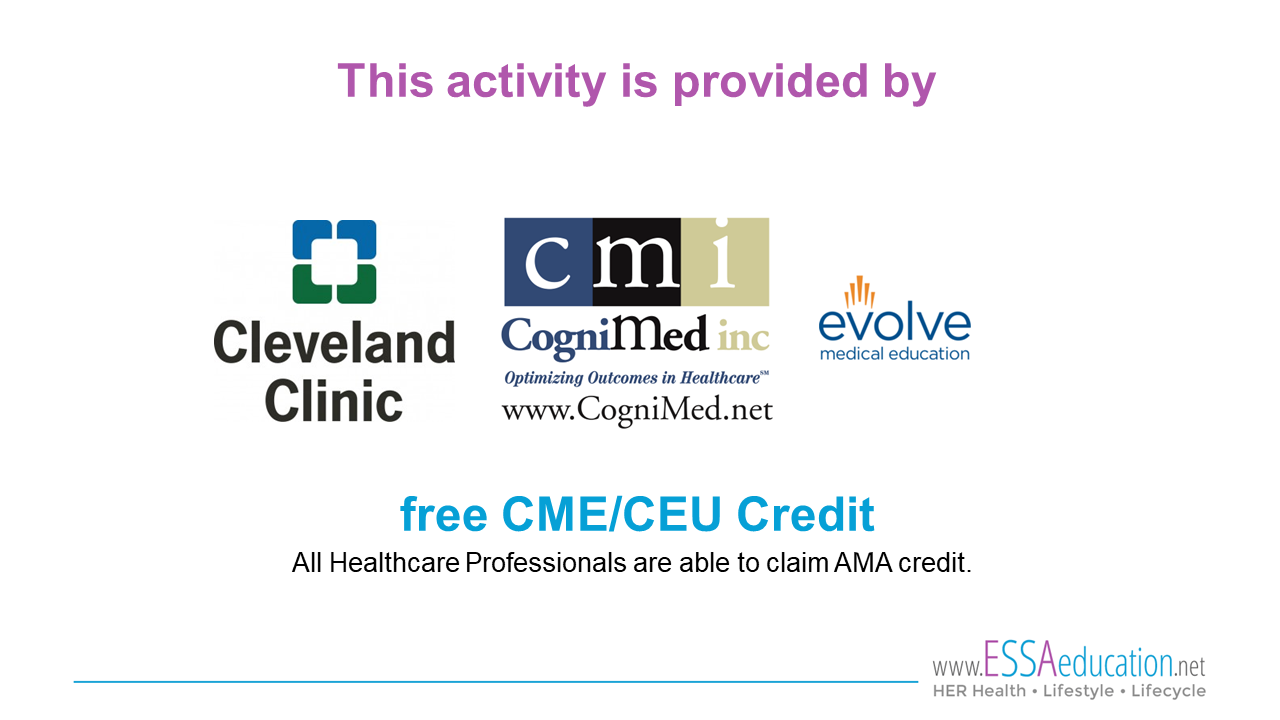 This activity is provided by
Cleveland
Clinic
cmi
CogniMed inc
Optimizing Outcomes in Healthcare℠
www.CogniMed.net
evolve
medical education
free CME/CEU Credit
All Healthcare Professionals are able to claim AMA credit.
www.ESSAeducation.net
HER Health • Lifestyle • Lifecycle